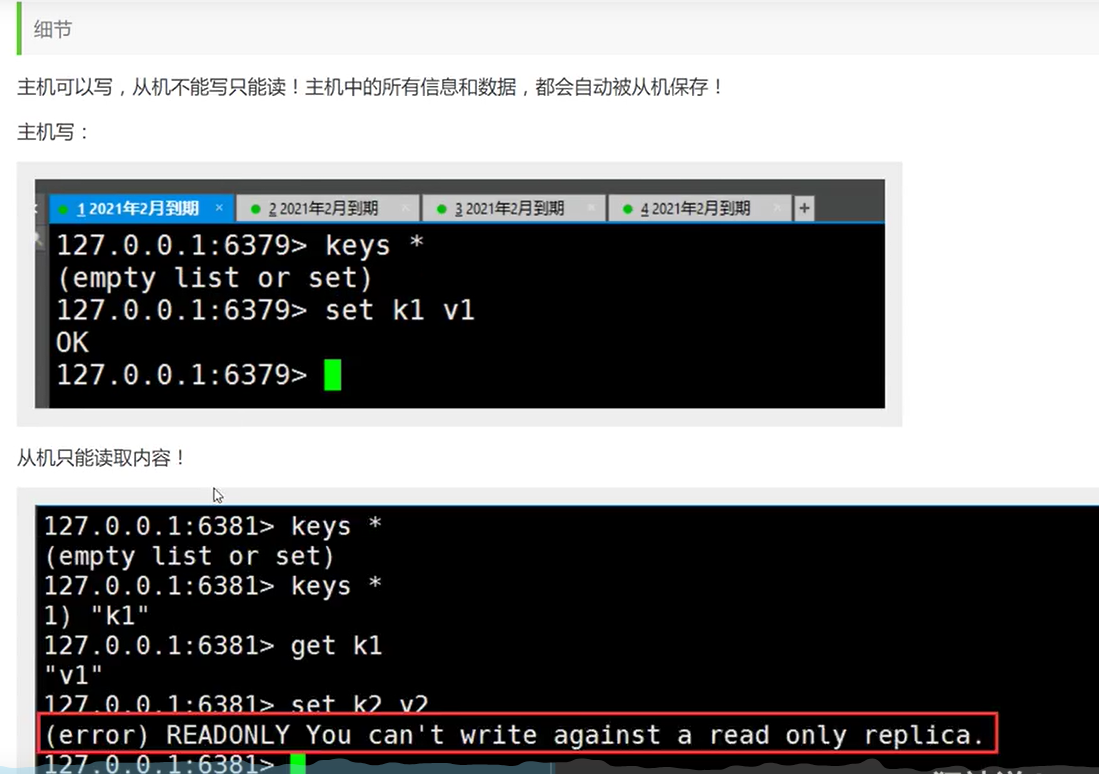 细节
主机可以写，从机不能写只能读！主机中的所有信息和数据，都会自动被从机保存！
主机写：
1 2021年2月到期 × 2 2021年2月到期 × 3 2021年2月到期 × 4 2021年2月到期 × +
127.0.0.1:6379> keys *
(empty list or set)
127.0.0.1:6379> set k1 v1
OK
127.0.0.1:6379>
从机只能读取内容！
127.0.0.1:6381> keys *
(empty list or set)
127.0.0.1:6381> keys *
1) "k1"
127.0.0.1:6381> get k1
"v1"
127.0.0.1:6381> set k2 v2
(error) READONLY You can't write against a read only replica.
127.0.0.1:6381>